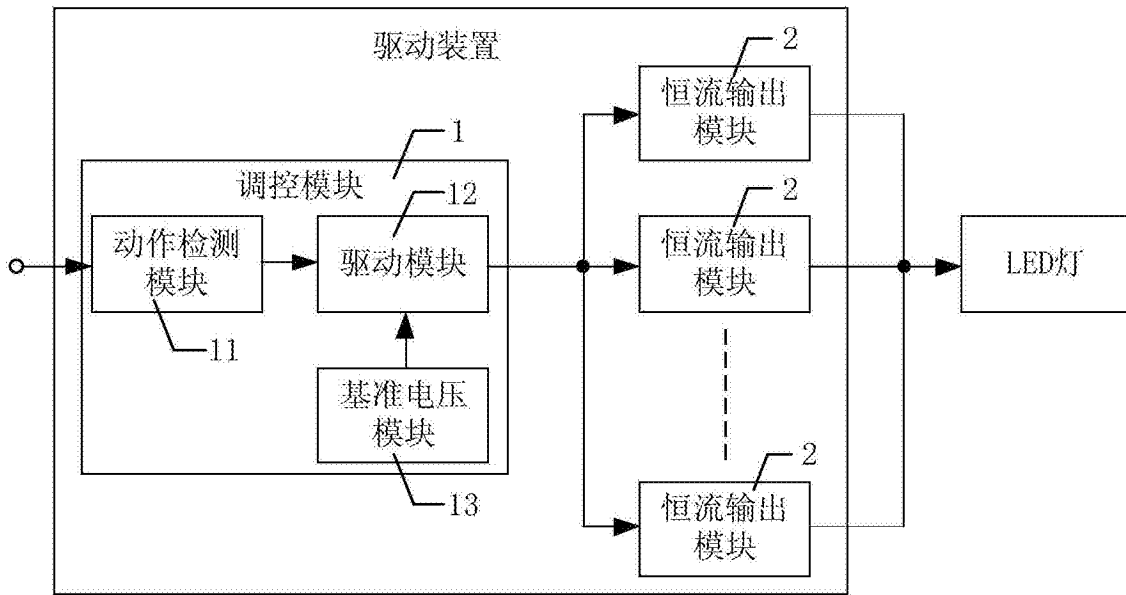 驱动装置
2
恒流输出
模块
1
调控模块
12
2
动作检测
模块
驱动模块
恒流输出
模块
LED灯
11
基准电压
模块
13
2
恒流输出
模块